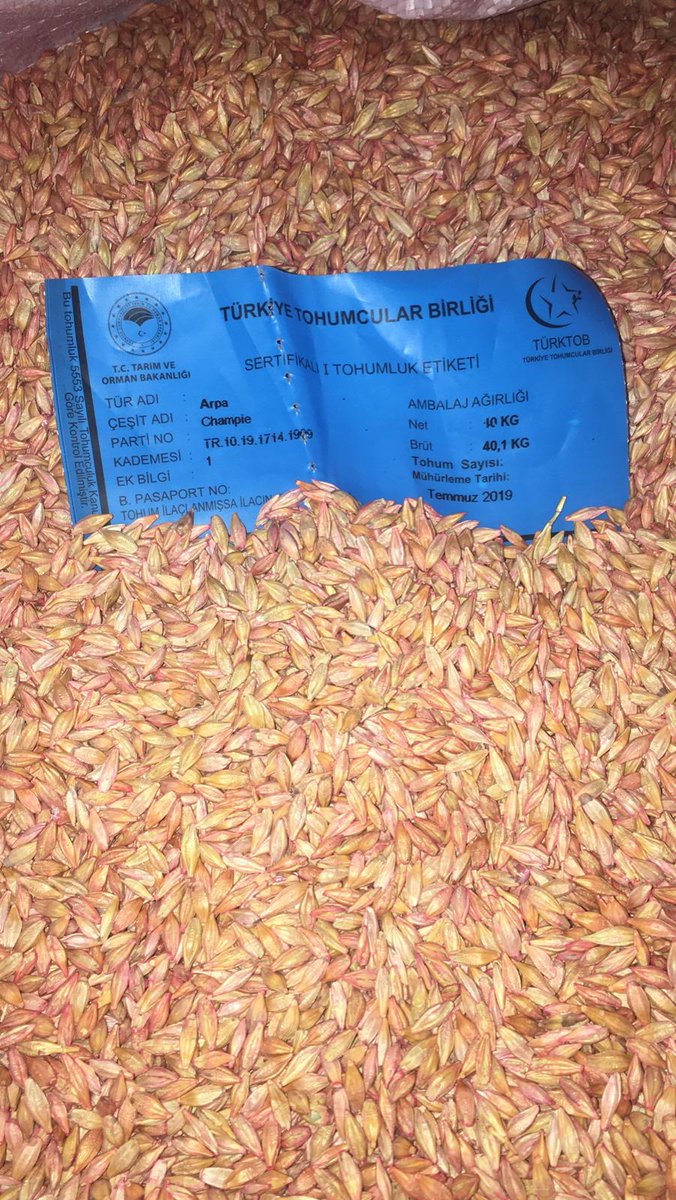 Bu tohumluk 5553 Sayılı Tohumculuk Kanu
Göre Kontrol Edilmiştir.
T.C. TARIM VE
ORMAN BAKANLIĞI
TÜRKİYE TOHUMCULAR BİRLİĞİ
SERTİFİKALI I TOHUMLUK ETİKETİ
TÜRKTOB
TÜRKİYE TOHUMCULAR BİRLİĞİ
TÜR ADI : Arpa
ÇEŞİT ADI : Champie
PARTİ NO : TR.10.19.1714.1909
KADEMESİ : 1
EK BİLGİ :
B. PASAPORT NO:
TOHUM İLAÇLANMIŞSA İLACIN
AMBALAJ AĞIRLIĞI
Net : 40 KG
Brüt : 40,1 KG
Tohum Sayısı:
Mühürleme Tarihi:
Temmuz 2019